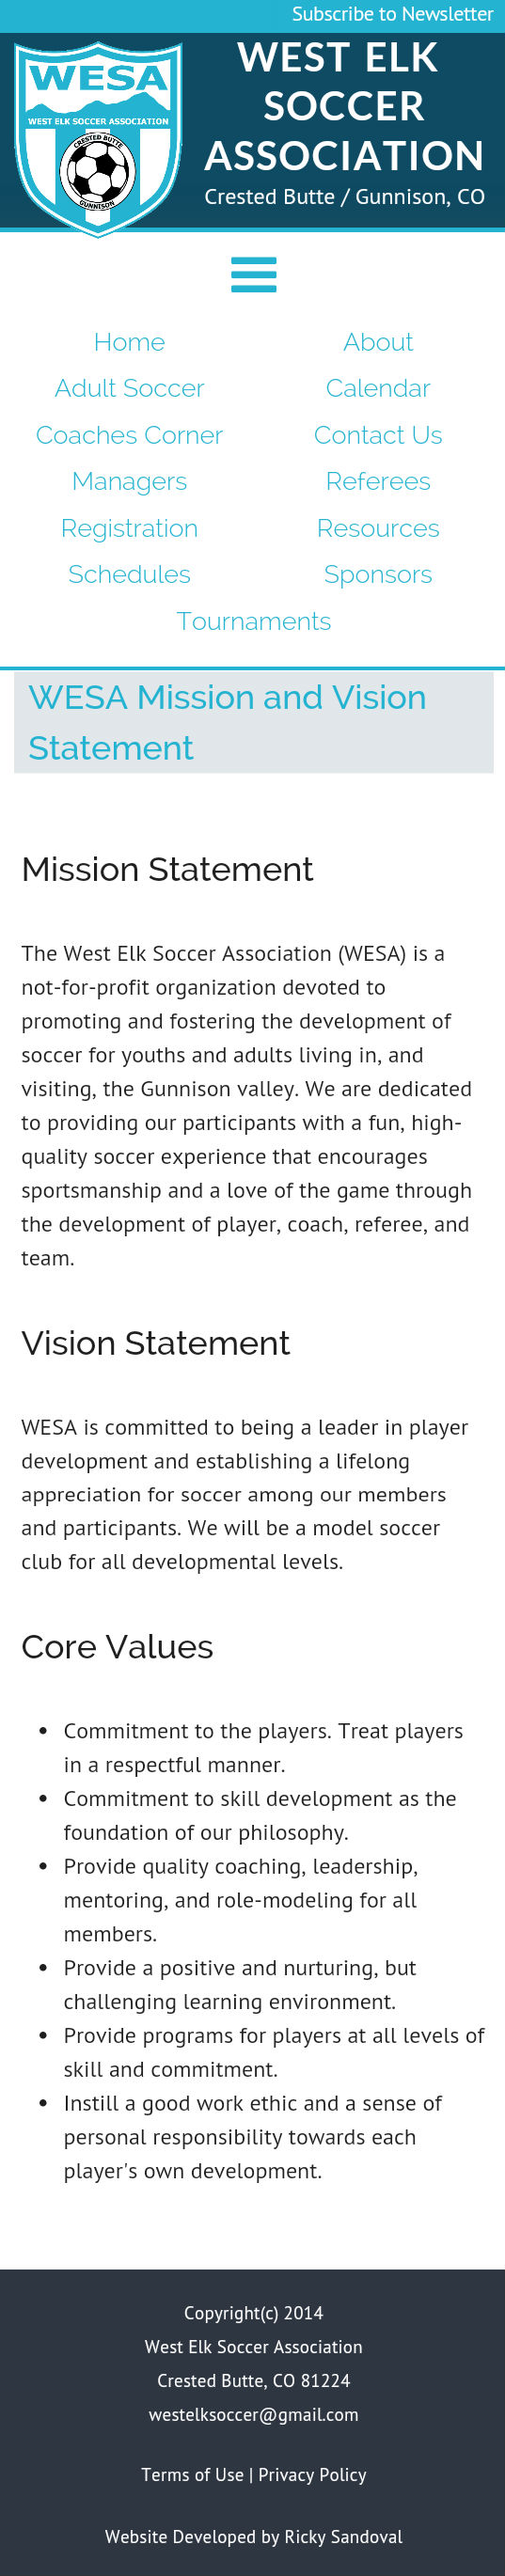 Subscribe to Newsletter
WESA
WEST ELK SOCCER ASSOCIATION
CRESTED BUTTE
GUNNISON
WEST ELK
SOCCER
ASSOCIATION
Crested Butte / Gunnison, CO
Home
About
Adult Soccer
Calendar
Coaches Corner
Contact Us
Managers
Referees
Registration
Resources
Schedules
Sponsors
Tournaments
WESA Mission and Vision
Statement
Mission Statement
The West Elk Soccer Association (WESA) is a
not-for-profit organization devoted to
promoting and fostering the development of
soccer for youths and adults living in, and
visiting, the Gunnison valley. We are dedicated
to providing our participants with a fun, high-
quality soccer experience that encourages
sportsmanship and a love of the game through
the development of player, coach, referee, and
team.
Vision Statement
WESA is committed to being a leader in player
development and establishing a lifelong
appreciation for soccer among our members
and participants. We will be a model soccer
club for all developmental levels.
Core Values
• Commitment to the players. Treat players
in a respectful manner.
• Commitment to skill development as the
foundation of our philosophy.
• Provide quality coaching, leadership,
mentoring, and role-modeling for all
members.
• Provide a positive and nurturing, but
challenging learning environment.
• Provide programs for players at all levels of
skill and commitment.
• Instill a good work ethic and a sense of
personal responsibility towards each
player's own development.
Copyright(c) 2014
West Elk Soccer Association
Crested Butte, CO 81224
westelksoccer@gmail.com
Terms of Use | Privacy Policy
Website Developed by Ricky Sandoval